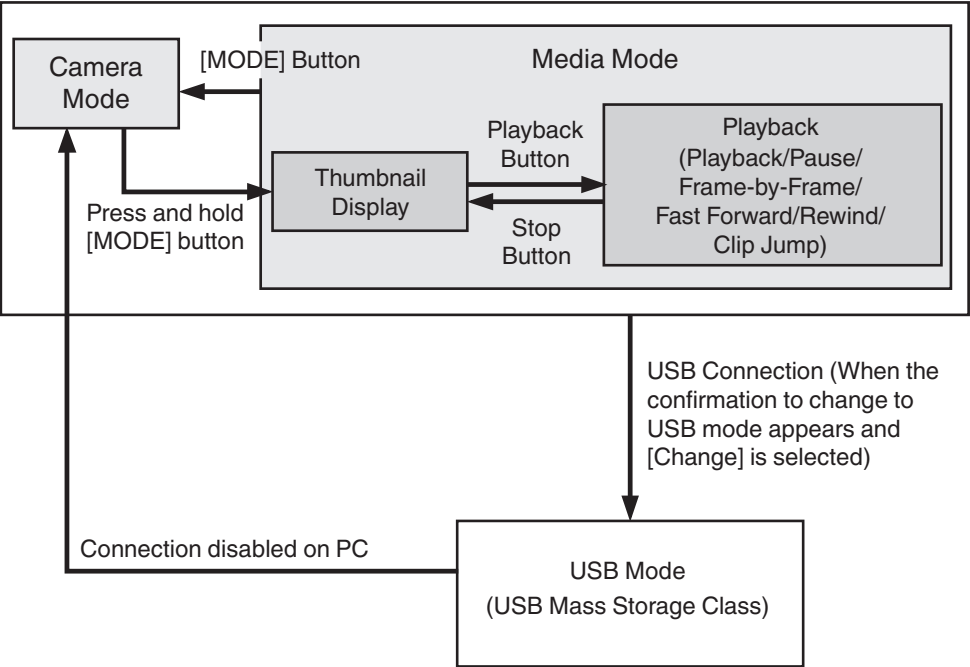 Camera
Mode
[MODE] Button
Media Mode
Press and hold
[MODE] button
Thumbnail
Display
Playback
Button
Stop
Button
Playback
(Playback/Pause/
Frame-by-Frame/
Fast Forward/Rewind/
Clip Jump)
USB Connection (When the
confirmation to change to
USB mode appears and
[Change] is selected)
Connection disabled on PC
USB Mode
(USB Mass Storage Class)